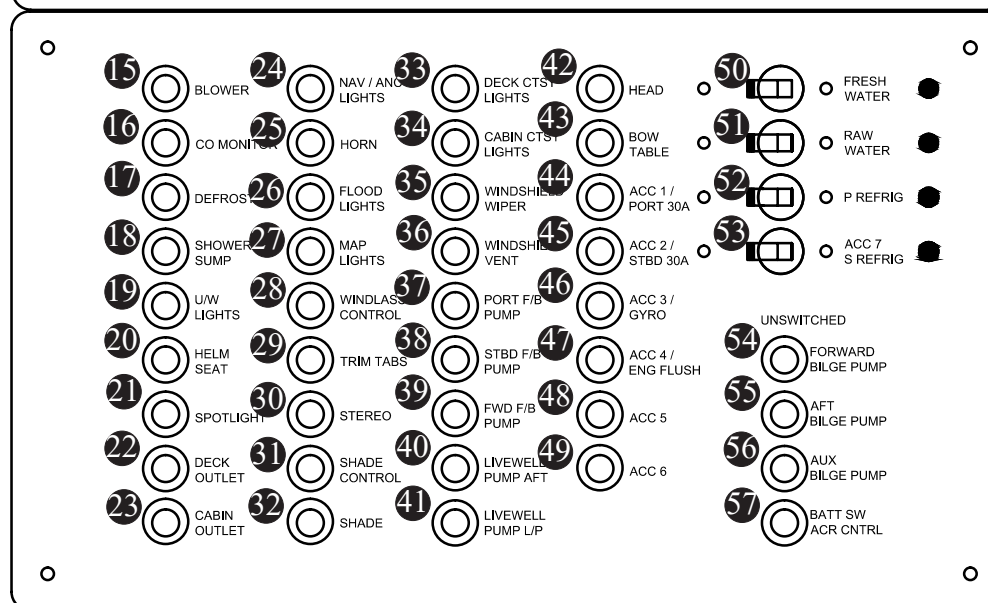 15 BLOWER
16 CO MONITOR
17 DEFROST
18 SHOWER
SUMP
19 U/W
LIGHTS
20 HELM
SEAT
21 SPOTLIGHT
22 DECK
OUTLET
23 CABIN
OUTLET
24 NAV / ANC
LIGHTS
25 HORN
26 FLOOD
LIGHTS
27 MAP
LIGHTS
28 WINDLASS
CONTROL
29 TRIM TABS
30 STEREO
31 SHADE
CONTROL
32 SHADE
33 DECK CTSY
LIGHTS
34 CABIN CTSY
LIGHTS
35 WINDSHIELD
WIPER
36 WINDSHIE
VENT
37 PORT F/B
PUMP
38 STBD F/B
PUMP
39 FWD F/B
PUMP
40 LIVEWELL
PUMP AFT
41 LIVEWELL
PUMP L/P
42 HEAD
43 BOW
TABLE
44 ACC 1 /
PORT 30A
45 ACC 2 /
STBD 30A
46 ACC 3 /
GYRO
47 ACC 4 /
ENG FLUSH
48 ACC 5
49 ACC 6
50 FRESH
WATER
51 RAW
WATER
52 P REFRIG
53 ACC 7
S REFRIG
UNSWITCHED
54 FORWARD
BILGE PUMP
55 AFT
BILGE PUMP
56 AUX
BILGE PUMP
57 BATT SW
ACR CNTRL